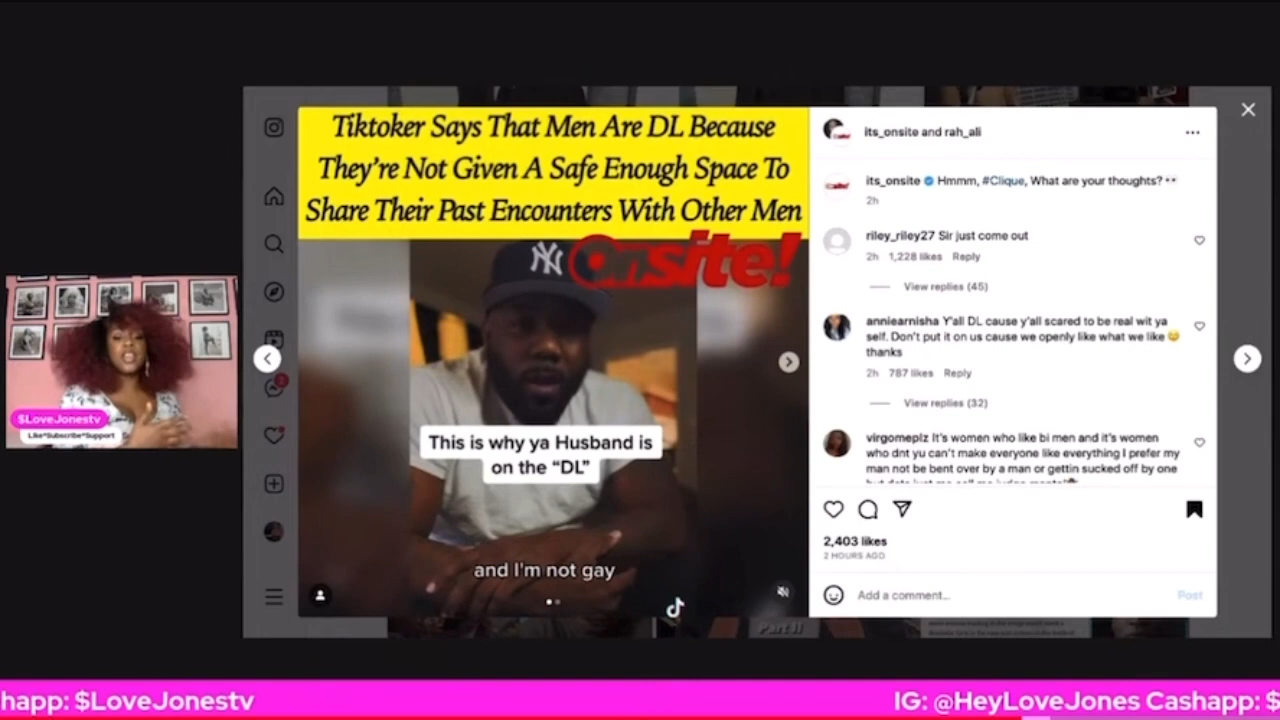 Tiktoker Says That Men Are DL Because
They're Not Given A Safe Enough Space To
Share Their Past Encounters With Other Men
Onsite!
NY
This is why ya Husband is
on the "DL"
and I'm not gay
its_onsite and rah_ali
its_onsite Hmmm, #Clique, What are your thoughts? 👀
2h
riley_riley27 Sir just come out
2h 1,228 likes Reply
View replies (45)
anniearnisha Y'all DL cause y'all scared to be real wit ya
self. Don't put it on us cause we openly like what we like
thanks
2h 787 likes Reply
View replies (32)
virgomeplz It's women who like bi men and it's women
who dnt yu can't make everyone like everything I prefer my
man not be bent over by a man or gettin sucked off by one
2,403 likes
2 HOURS AGO
Add a comment...
Post
Part II
$LoveJonestv
Like*Subscribe*Support
happ: $LoveJonestv
IG: @HeyLoveJones Cashapp: $